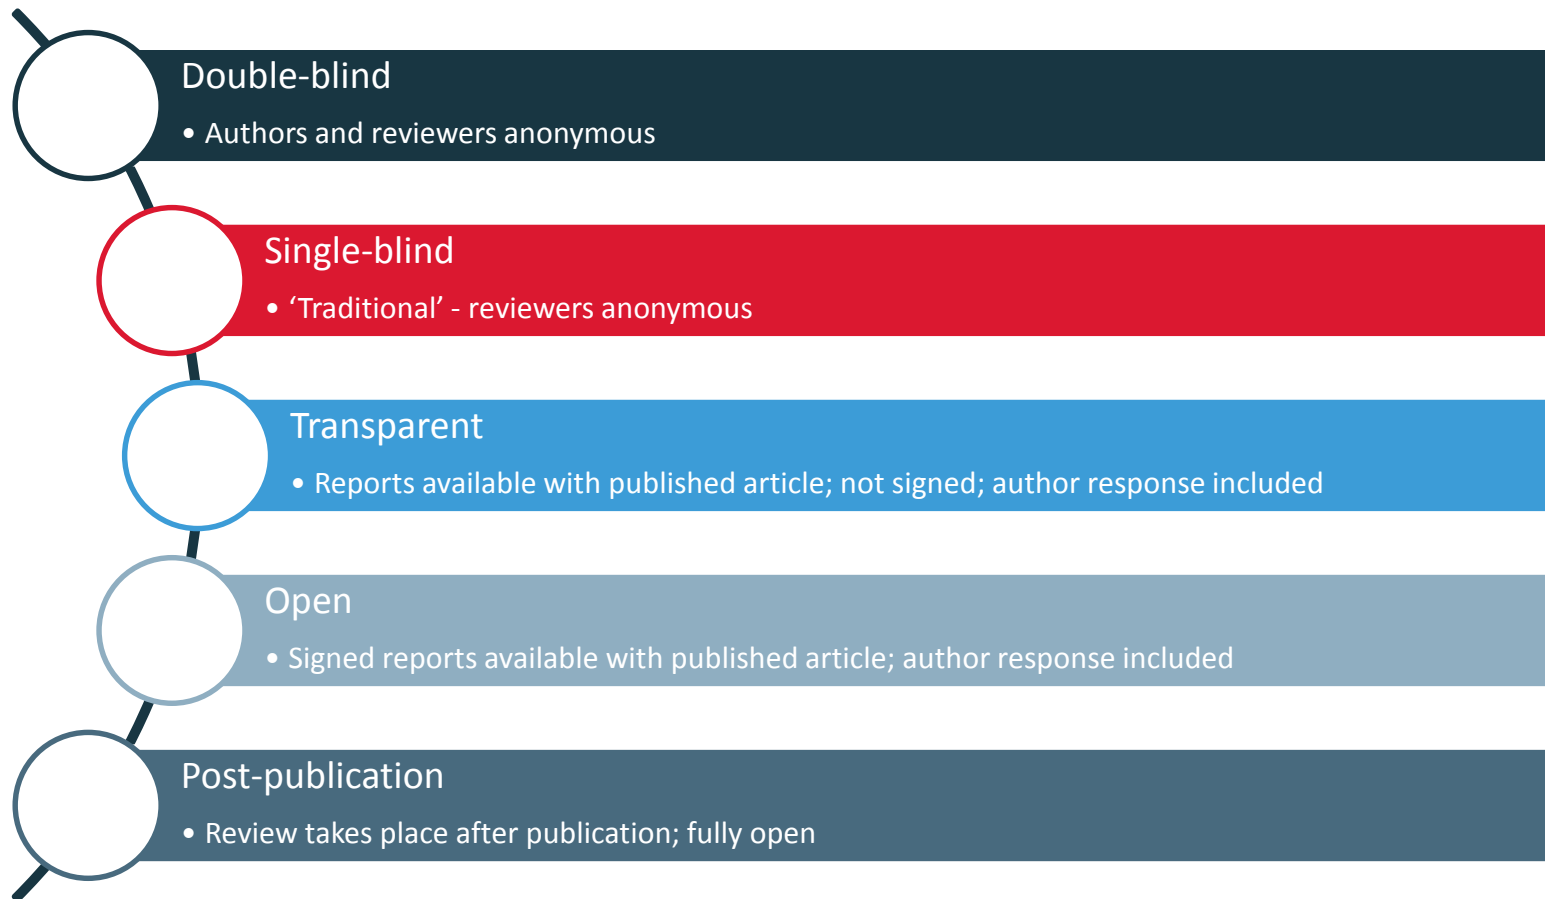 Double-blind
• Authors and reviewers anonymous
Single-blind
• ‘Traditional’ - reviewers anonymous
Transparent
• Reports available with published article; not signed; author response included
Open
• Signed reports available with published article; author response included
Post-publication
• Review takes place after publication; fully open